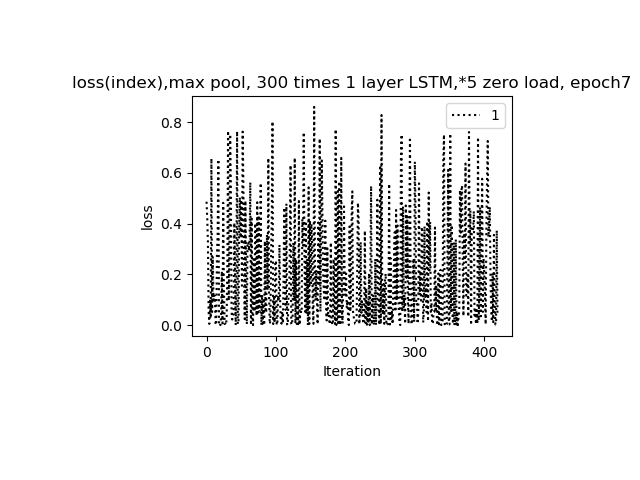 loss(index),max pool, 300 times 1 layer LSTM,*5 zero load, epoch7
1
0.8
0.6
0.4
0.2
0.0
loss
0 100 200 300 400
Iteration